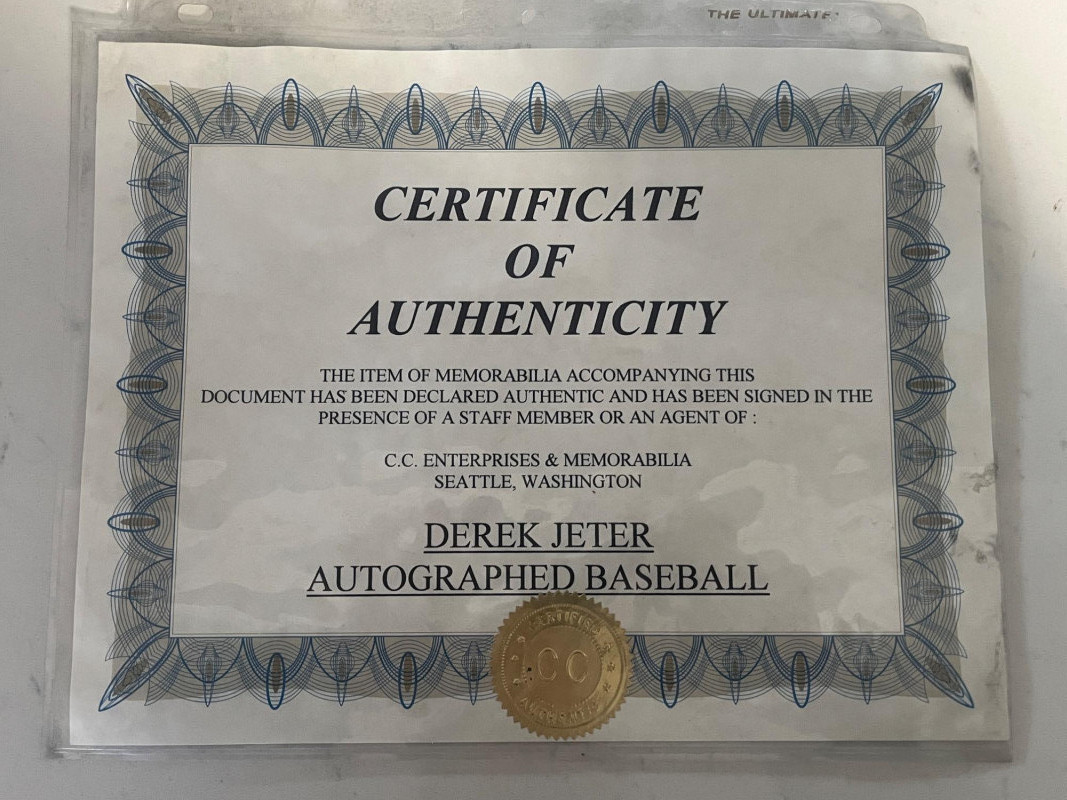 THE ULTIMATE
CERTIFICATE
OF
AUTHENTICITY
THE ITEM OF MEMORABILIA ACCOMPANYING THIS
DOCUMENT HAS BEEN DECLARED AUTHENTIC AND HAS BEEN SIGNED IN THE
PRESENCE OF A STAFF MEMBER OR AN AGENT OF :
C.C. ENTERPRISES & MEMORABILIA
SEATTLE, WASHINGTON
DEREK JETER
AUTOGRAPHED BASEBALL
CERTIFIED
CC